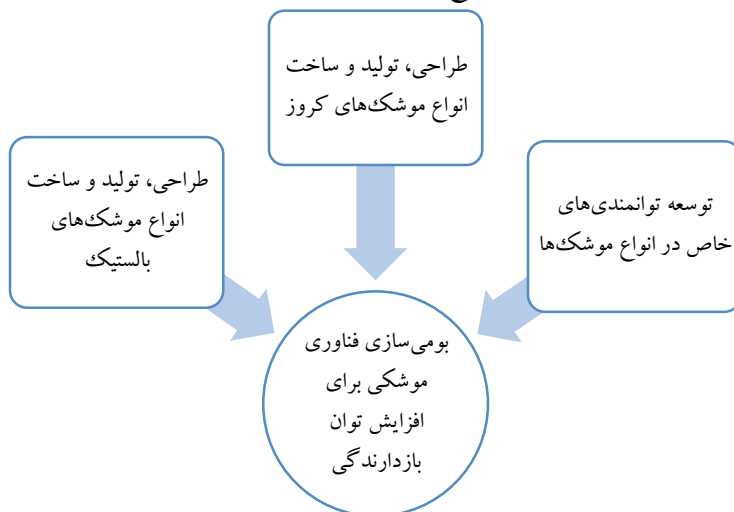 طراحی، تولید و ساخت
انواع موشک‌های کروز
توسعه توانمندی‌های
خاص در انواع موشک‌ها
طراحی، تولید و ساخت
انواع موشک‌های
بالستیک
بومی‌سازی فناوری
موشکی برای
افزایش توان
بازدارندگی